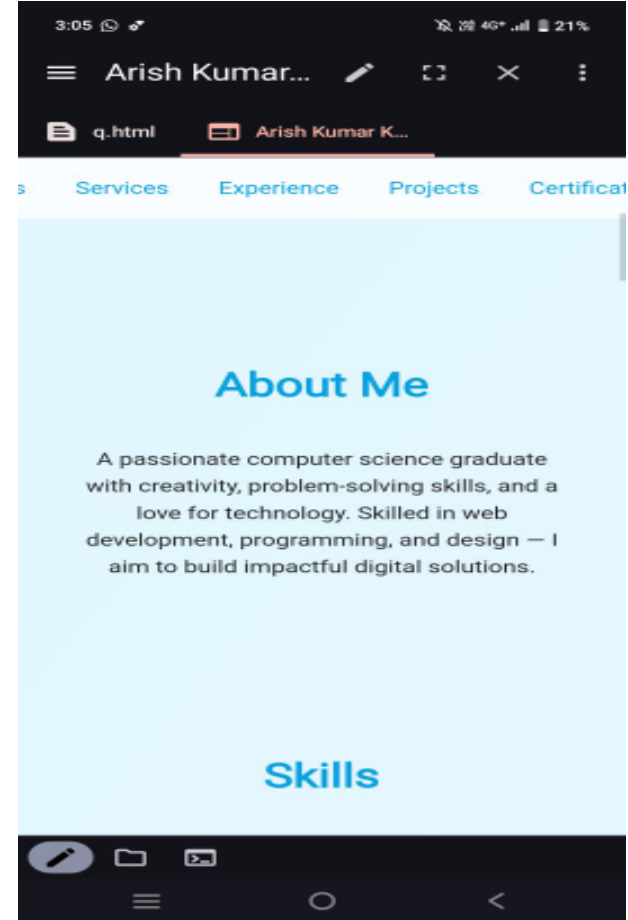 3:05 4G+ 21%
Arish Kumar...
q.html Arish Kumar K...
s Services Experience Projects Certificat
About Me
A passionate computer science graduate
with creativity, problem-solving skills, and a
love for technology. Skilled in web
development, programming, and design — I
aim to build impactful digital solutions.
Skills